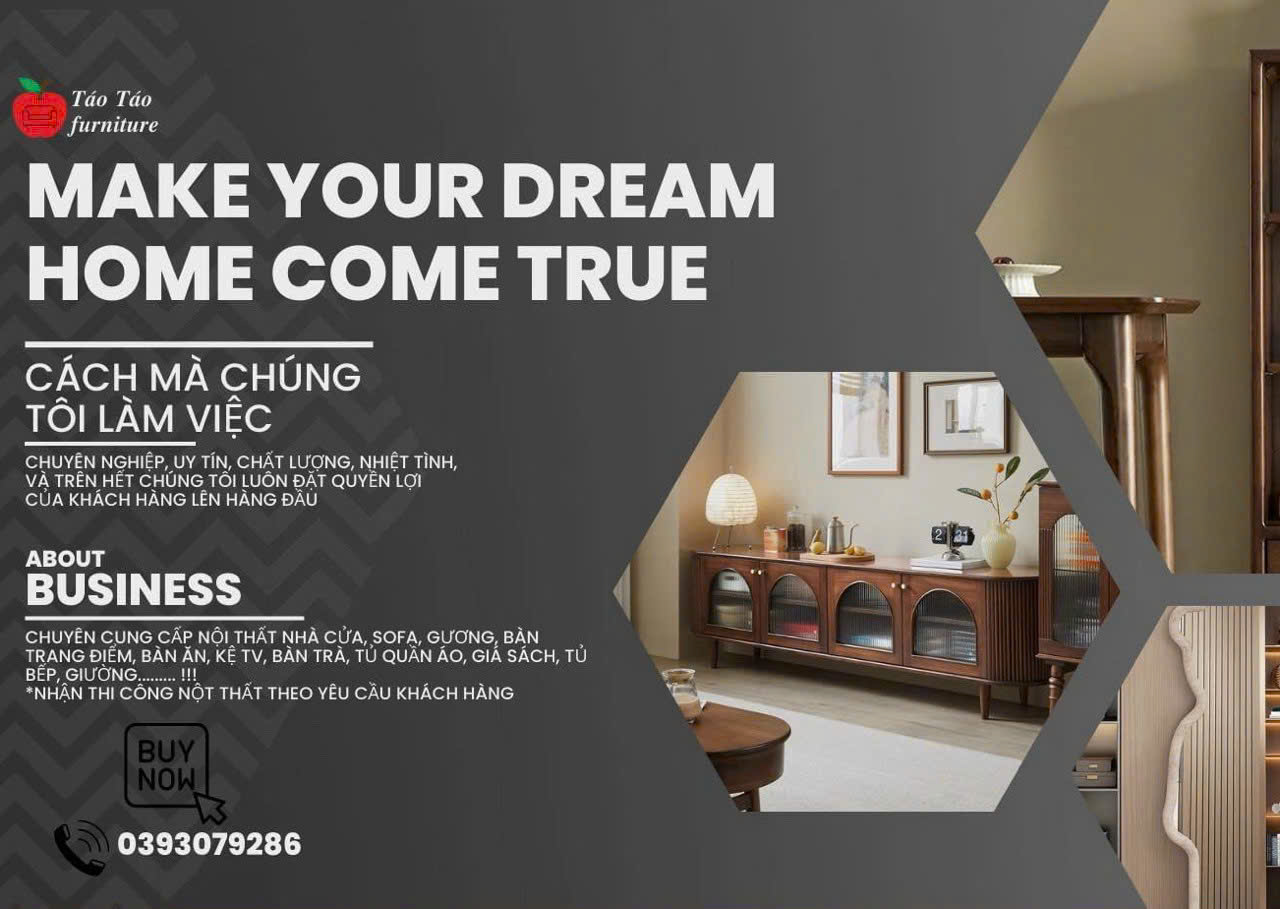 Táo Táo
furniture
MAKE YOUR DREAM
HOME COME TRUE
CÁCH MÀ CHÚNG
TÔI LÀM VIỆC
CHUYÊN NGHIỆP, UY TÍN, CHẤT LƯỢNG, NHIỆT TÌNH,
VÀ TRÊN HẾT CHÚNG TÔI LUÔN ĐẶT QUYỀN LỢI
CỦA KHÁCH HÀNG LÊN HÀNG ĐẦU
ABOUT
BUSINESS
CHUYÊN CUNG CẤP NỘI THẤT NHÀ CỬA, SOFA, GƯƠNG, BÀN
TRANG ĐIỂM, BÀN ĂN, KỆ TV, BÀN TRÀ, TỦ QUẦN ÁO, GIÁ SÁCH, TỦ
BẾP, GIƯỜNG......... !!!
*NHẬN THI CÔNG NỘT THẤT THEO YÊU CẦU KHÁCH HÀNG
BUY
NOW
0393079286